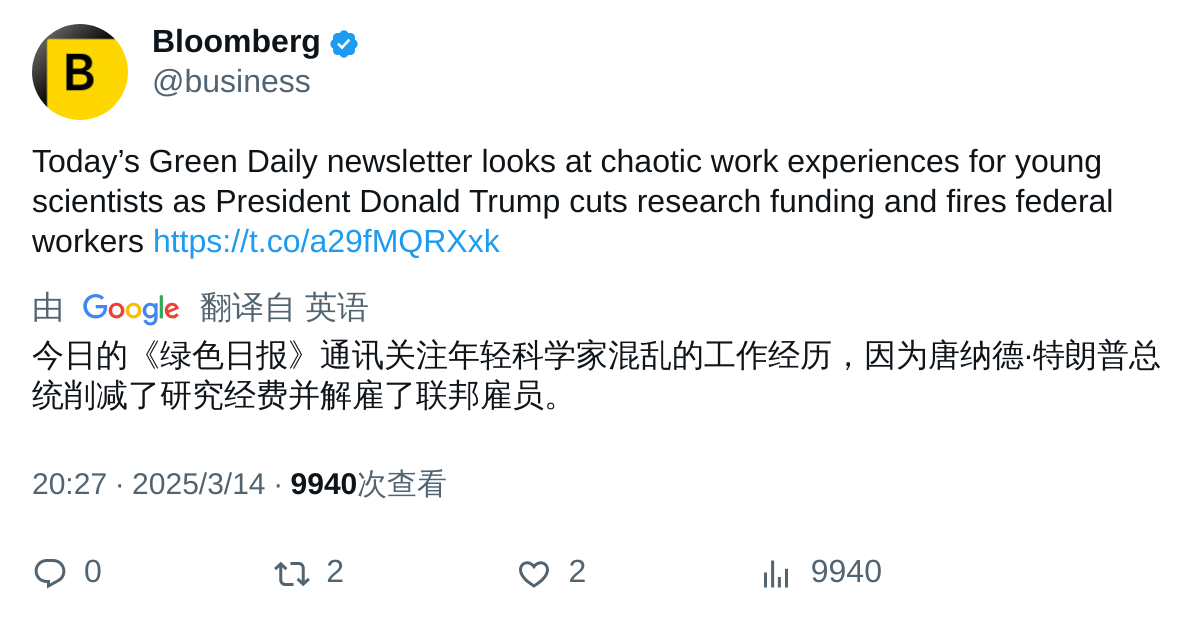 B
Bloomberg
@business
Today’s Green Daily newsletter looks at chaotic work experiences for young
scientists as President Donald Trump cuts research funding and fires federal
workers https://t.co/a29fMQRXxk
由 Google 翻译自 英语
今日的《绿色日报》通讯关注年轻科学家混乱的工作经历，因为唐纳德·特朗普总
统削减了研究经费并解雇了联邦雇员。
20:27 · 2025/3/14 · 9940次查看
0 2 2 9940